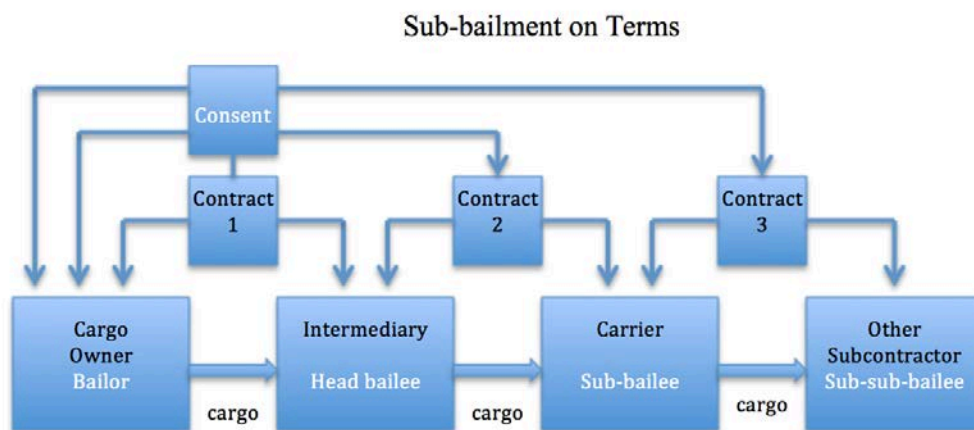 Sub-bailment on Terms
Consent
Contract
1
Contract
2
Contract
3
Cargo
Owner
Bailor
Intermediary
Head bailee
Carrier
Sub-bailee
Other
Subcontractor
Sub-sub-bailee
cargo
cargo
cargo